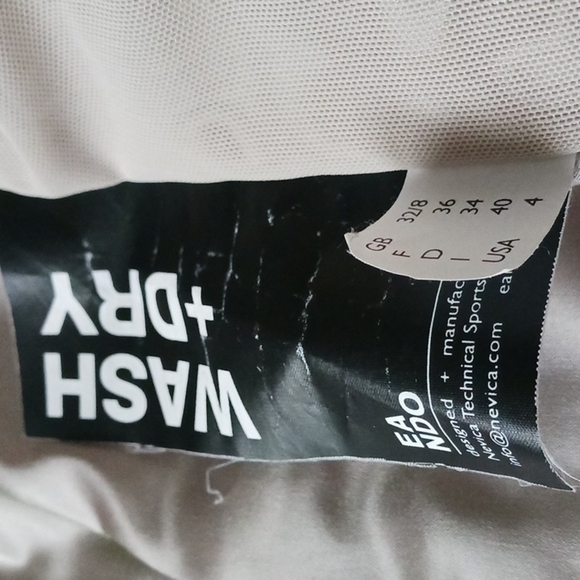 WASH
+DRY
GB 32/8
F 36
D 34
I 40
USA 4
EA
NDO
designed + manufac
Nevica Technical Sports
info@nevica.com ea